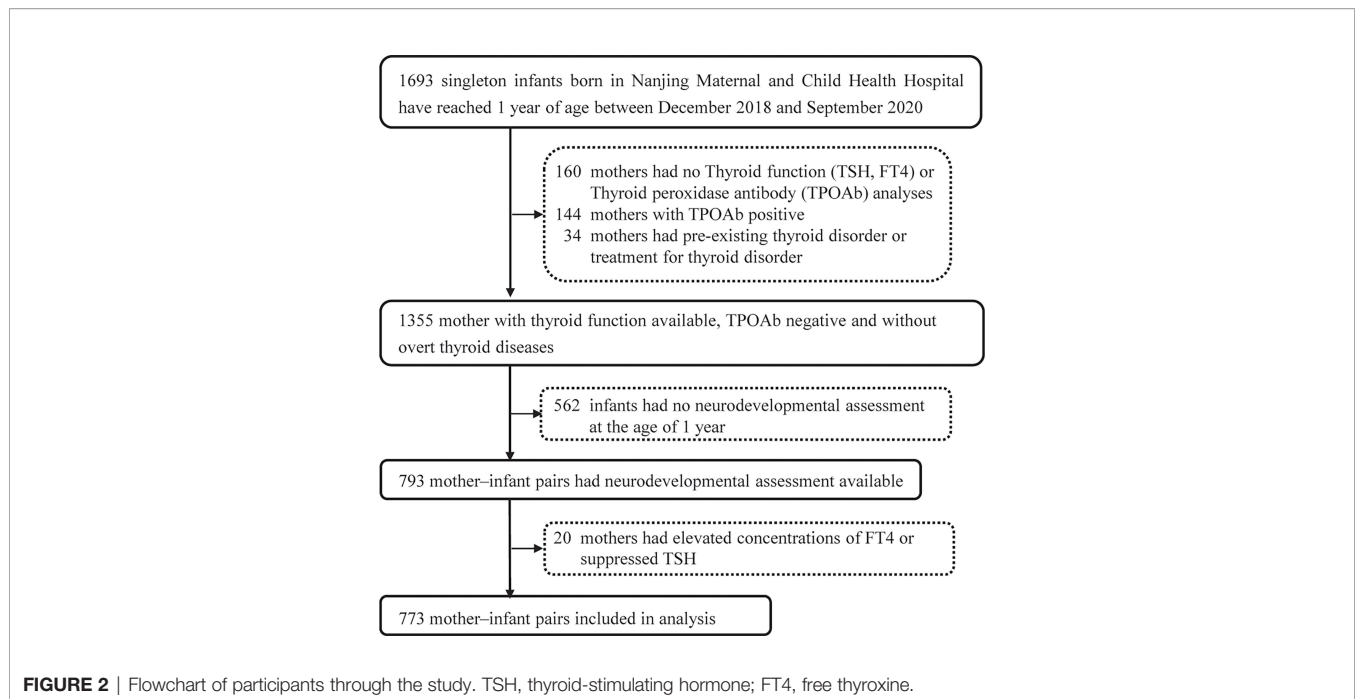 1693 singleton infants born in Nanjing Maternal and Child Health Hospital
have reached 1 year of age between December 2018 and September 2020
160 mothers had no Thyroid function (TSH, FT4) or
Thyroid peroxidase antibody (TPOAb) analyses
144 mothers with TPOAb positive
34 mothers had pre-existing thyroid disorder or
treatment for thyroid disorder
1355 mother with thyroid function available, TPOAb negative and without
overt thyroid diseases
562 infants had no neurodevelopmental assessment
at the age of 1 year
793 mother–infant pairs had neurodevelopmental assessment available
20 mothers had elevated concentrations of FT4 or
suppressed TSH
773 mother–infant pairs included in analysis
FIGURE 2 | Flowchart of participants through the study. TSH, thyroid-stimulating hormone; FT4, free thyroxine.